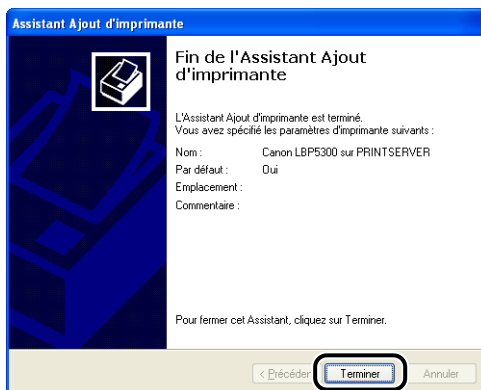 Assistant Ajout d'imprimante
Fin de l'Assistant Ajout
d'imprimante
L'Assistant Ajout d'imprimante est terminé.
Vous avez spécifié les paramètres d'imprimante suivants :
Nom : Canon LBP5300 sur PRINTSERVER
Par défaut : Oui
Emplacement :
Commentaire :
Pour fermer cet Assistant, cliquez sur Terminer.
< Précéden Terminer Annuler